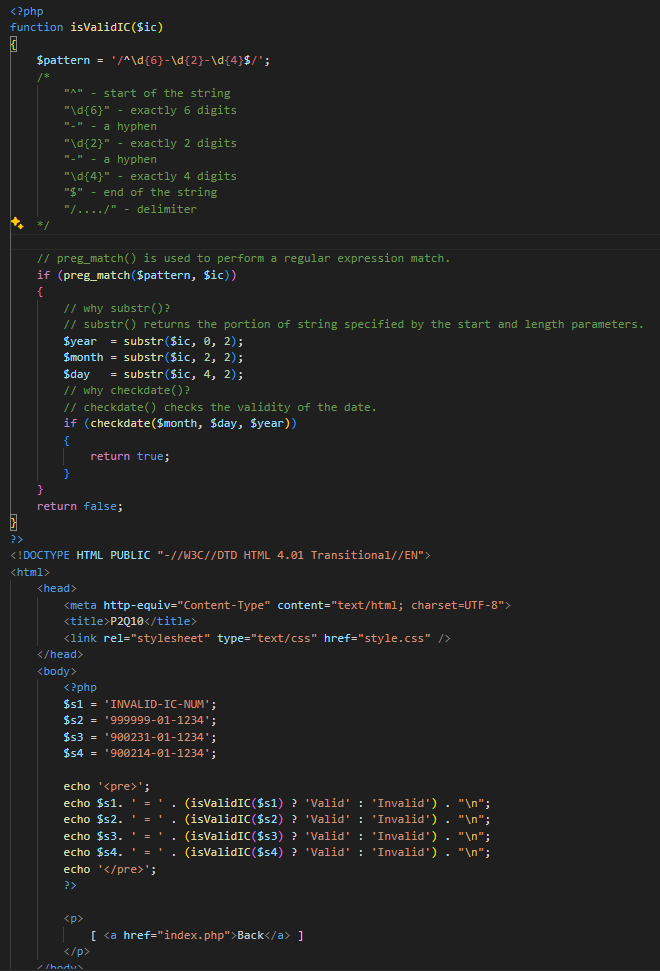 <?php
function isValidIC($ic)
{
    $pattern = '/^\d{6}-\d{2}-\d{4}$/';
    /*
        "^" - start of the string
        "\d{6}" - exactly 6 digits
        "-" - a hyphen
        "\d{2}" - exactly 2 digits
        "-" - a hyphen
        "\d{4}" - exactly 4 digits
        "$" - end of the string
        "/..../" - delimiter
    */

    // preg_match() is used to perform a regular expression match.
    if (preg_match($pattern, $ic))
    {
        // why substr()?
        // substr() returns the portion of string specified by the start and length parameters.
        $year  = substr($ic, 0, 2);
        $month = substr($ic, 2, 2);
        $day   = substr($ic, 4, 2);
        // why checkdate()?
        // checkdate() checks the validity of the date.
        if (checkdate($month, $day, $year))
        {
            return true;
        }
    }
    return false;
}
?>
<!DOCTYPE HTML PUBLIC "-//W3C//DTD HTML 4.01 Transitional//EN">
<html>
    <head>
        <meta http-equiv="Content-Type" content="text/html; charset=UTF-8">
        <title>P2Q10</title>
        <link rel="stylesheet" type="text/css" href="style.css" />
    </head>
    <body>
        <?php
        $s1 = 'INVALID-IC-NUM';
        $s2 = '999999-01-1234';
        $s3 = '900231-01-1234';
        $s4 = '900214-01-1234';

        echo '<pre>';
        echo $s1. ' = ' . (isValidIC($s1) ? 'Valid' : 'Invalid') . "\n";
        echo $s2. ' = ' . (isValidIC($s2) ? 'Valid' : 'Invalid') . "\n";
        echo $s3. ' = ' . (isValidIC($s3) ? 'Valid' : 'Invalid') . "\n";
        echo $s4. ' = ' . (isValidIC($s4) ? 'Valid' : 'Invalid') . "\n";
        echo '</pre>';
        ?>

        <p>
            [ <a href="index.php">Back</a> ]
        </p>
    </body>